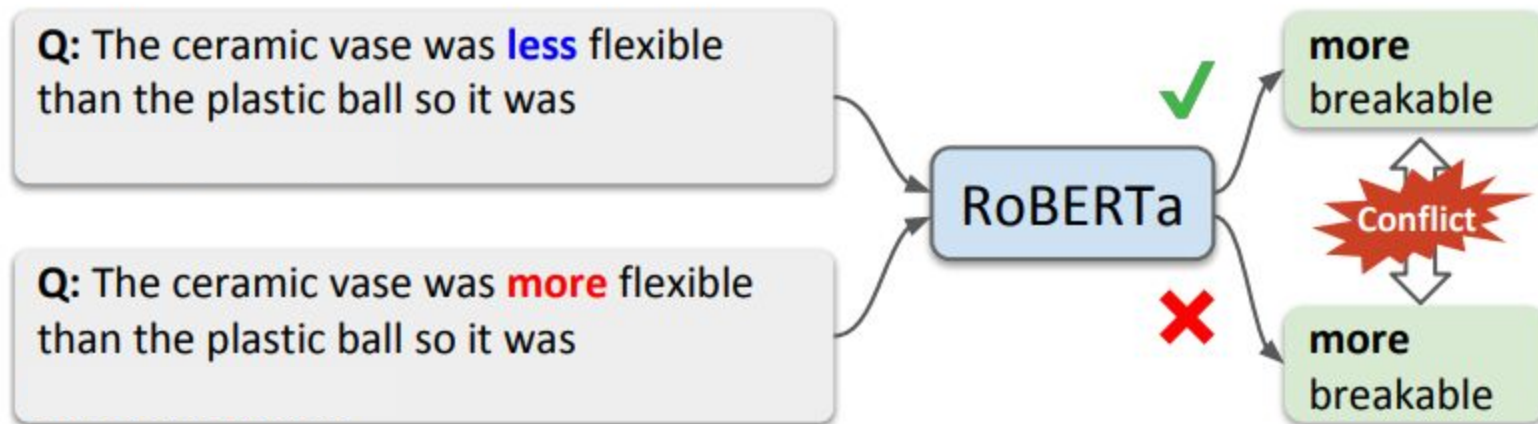 Q: The ceramic vase was less flexible
than the plastic ball so it was
Q: The ceramic vase was more flexible
than the plastic ball so it was
RoBERTa
more
breakable
Conflict
more
breakable